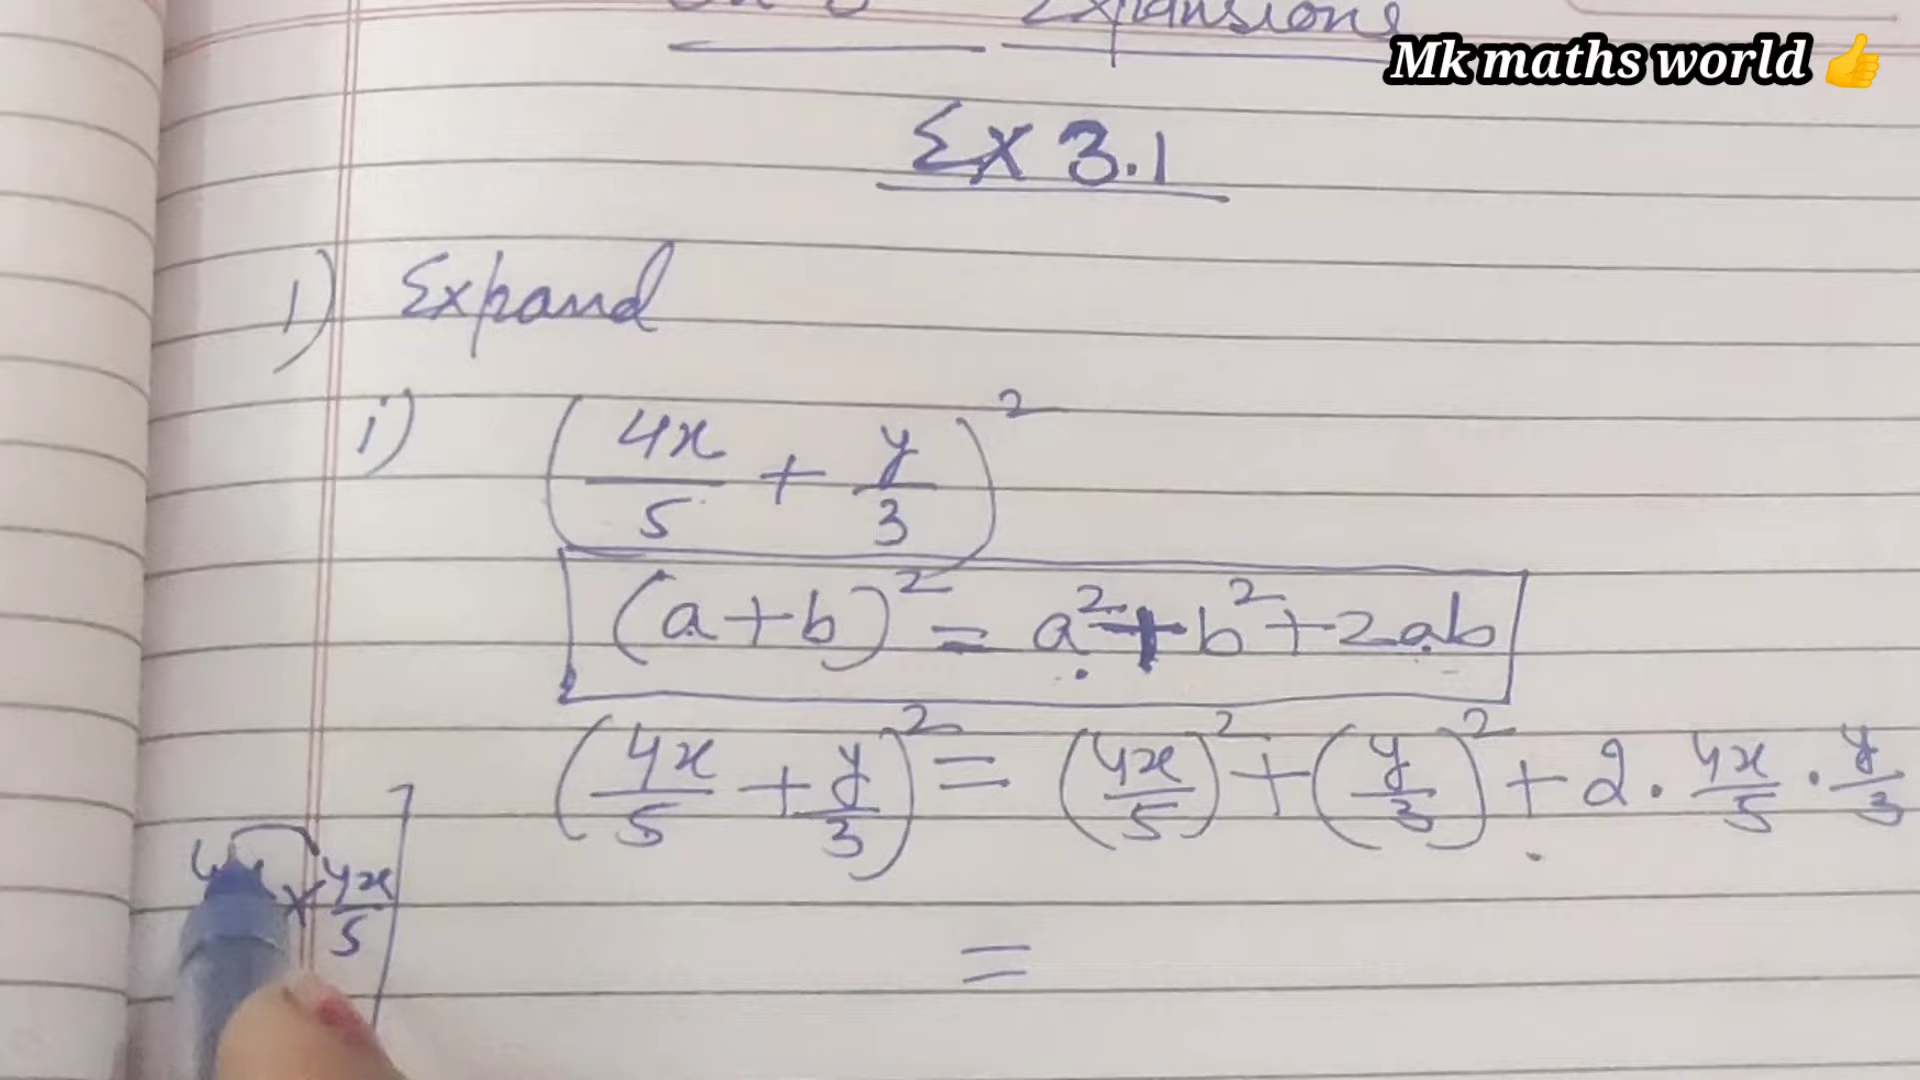 Expansions
Mk maths world 👍
Ex 3.1
1) Expand
i) (4x/5 + y/3)²
(a+b)² = a²+b²+2ab
(4x/5 + y/3)² = (4x/5)² + (y/3)² + 2 · 4x/5 · y/3
× 4x/5
=